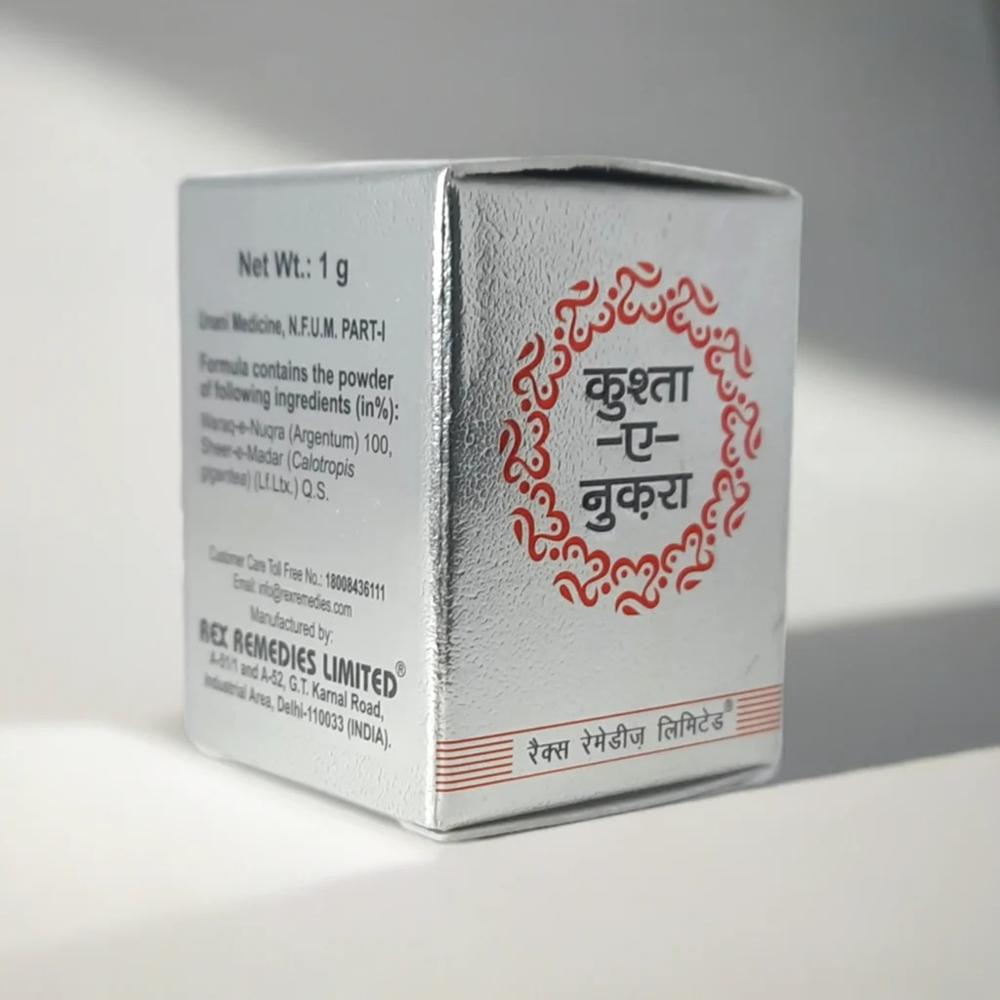 Net Wt.: 1 g
Unani Medicine, N.F.U.M. PART-I
Formula contains the powder
of following ingredients (in%):
Waraq-e-Nuqra (Argentum) 100,
Sheer-e-Madar (Calotropis
gigantea) (Lf.Ltx.) Q.S.
Customer Care Toll Free No.: 18008436111
Email: info@rexremedies.com
Manufactured by:
REX REMEDIES LIMITED®
A-51/1 and A-52, G.T. Karnal Road,
Industrial Area, Delhi-110033 (INDIA).
कुश्ता
–ए–
नुक़रा
रैक्स रेमेडीज़ लिमिटेड®